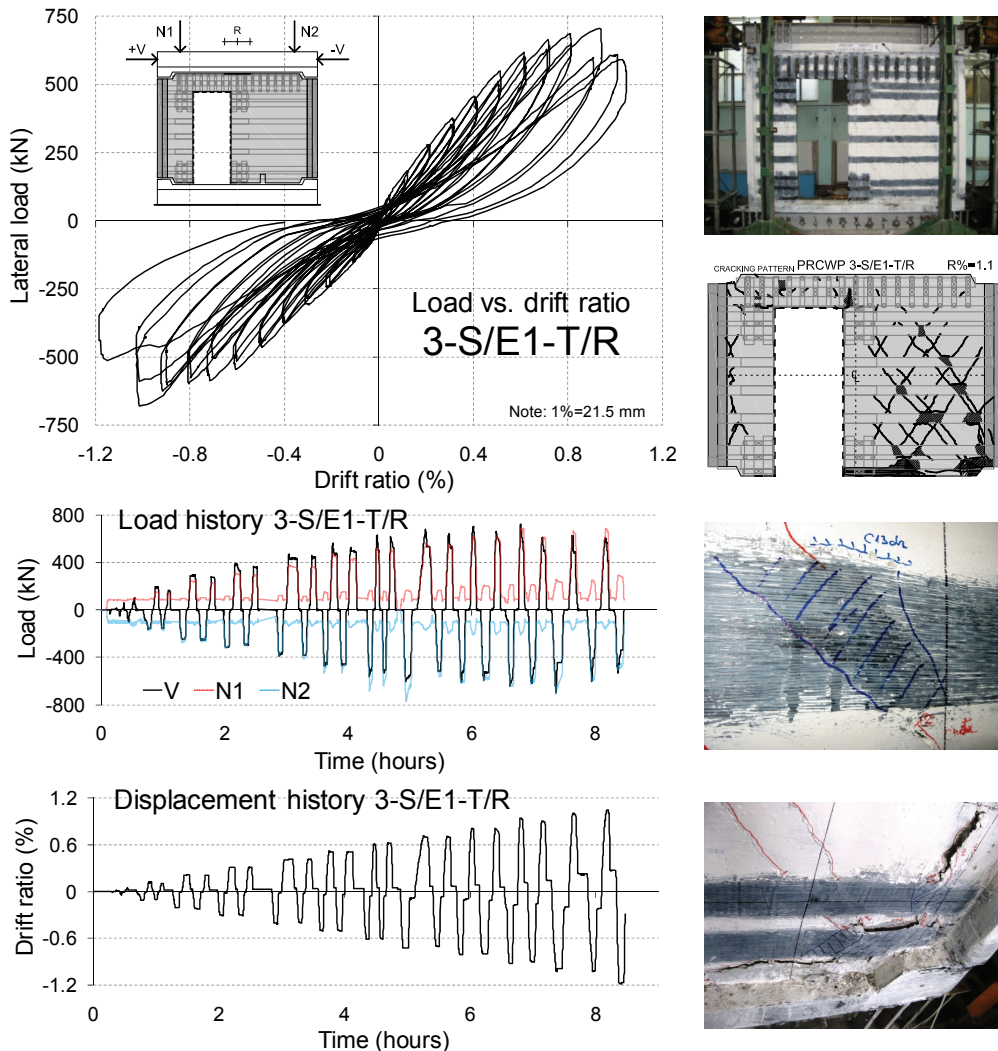 N1
R
N2
+V
-V
750
500
250
0
-250
-500
-750
Lateral load (kN)
Load vs. drift ratio
3-S/E1-T/R
Note: 1%=21.5 mm
-1.2 -0.8 -0.4 0 0.4 0.8 1.2
Drift ratio (%)
CRACKING PATTERN PRCWP 3-S/E1-T/R R%=1.1
Load history 3-S/E1-T/R
800
400
0
-400
-800
Load (kN)
V N1 N2
0 2 4 6 8
Time (hours)
Displacement history 3-S/E1-T/R
1.2
0.6
0
-0.6
-1.2
Drift ratio (%)
0 2 4 6 8
Time (hours)